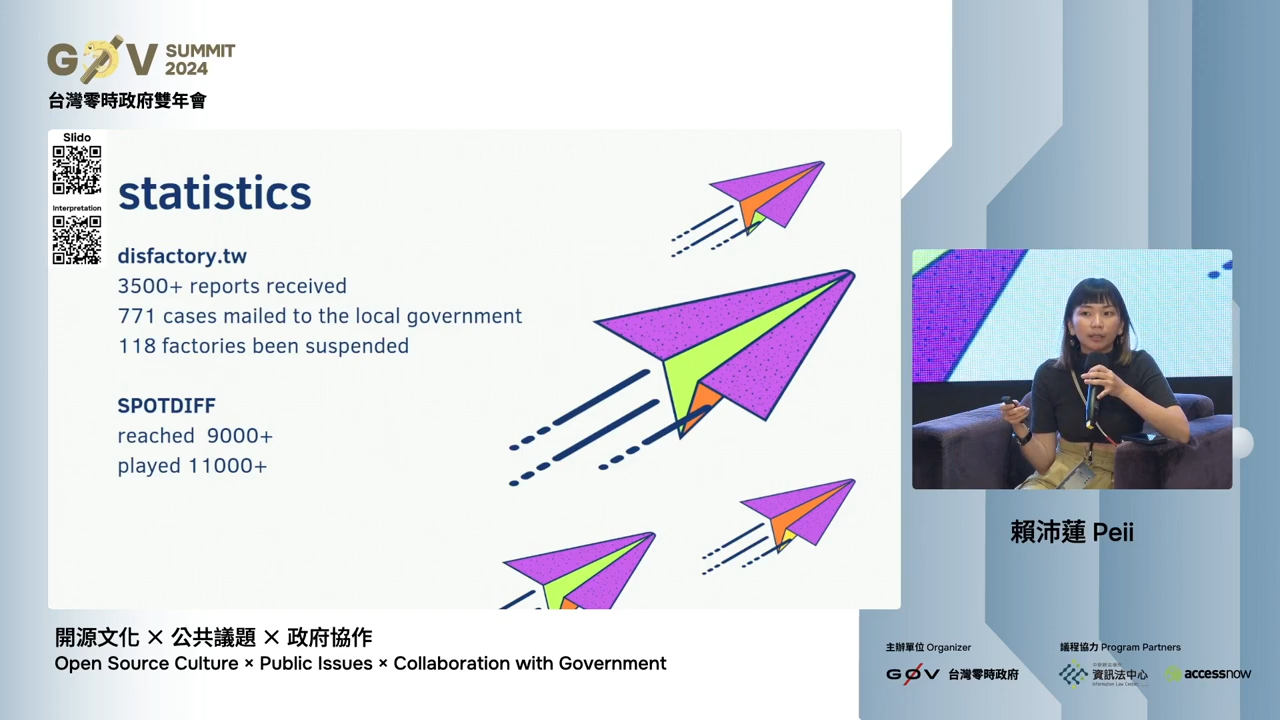 G0V SUMMIT 2024
台灣零時政府雙年會
Slido
Interpretation
statistics
disfactory.tw
3500+ reports received
771 cases mailed to the local government
118 factories been suspended
SPOTDIFF
reached 9000+
played 11000+
賴沛蓮 Peii
開源文化 × 公共議題 × 政府協作
Open Source Culture × Public Issues × Collaboration with Government
主辦單位 Organizer
議程協力 Program Partners
G0V 台灣零時政府
資訊法中心
Information Law Center
accessnow